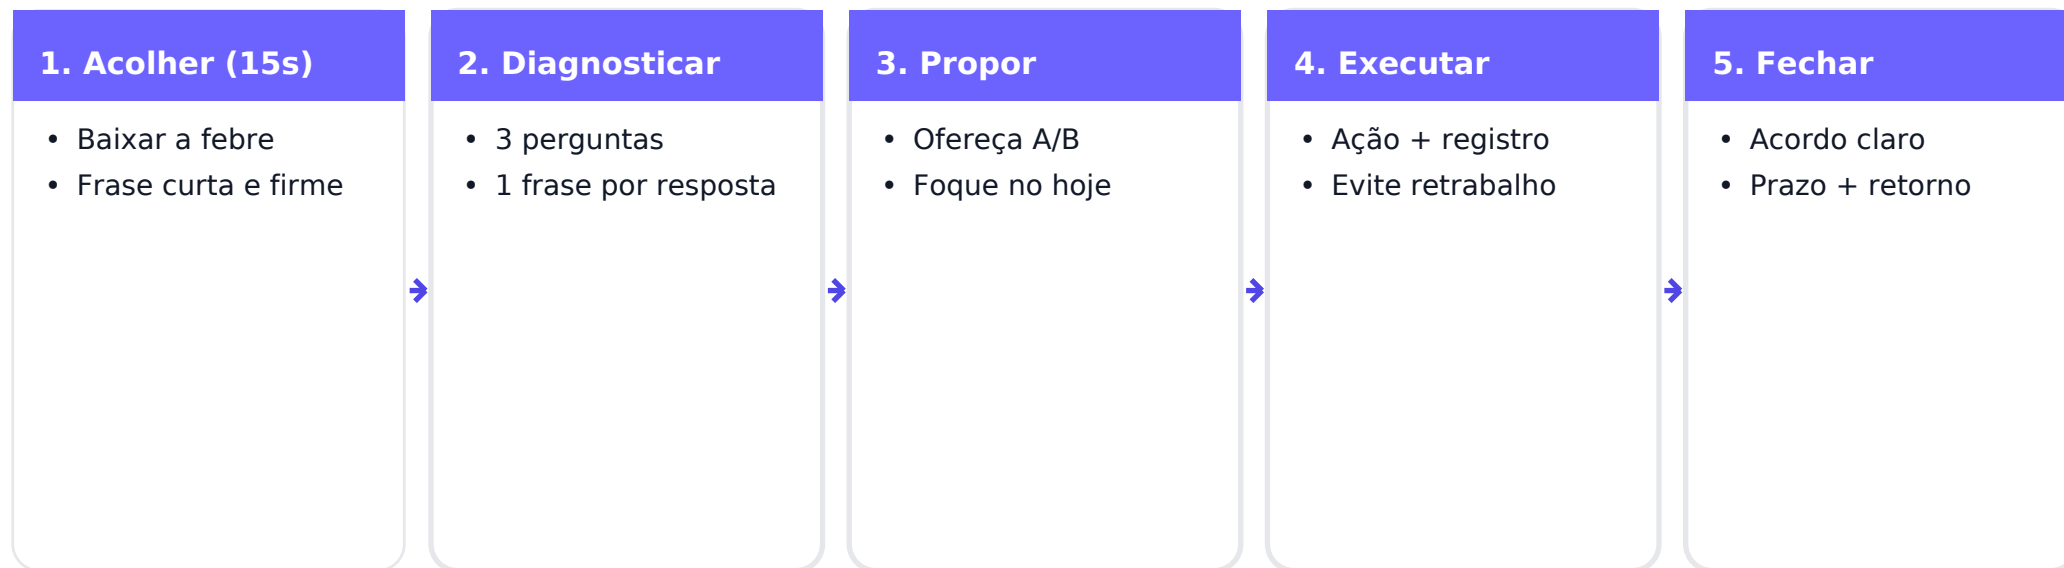 1. Acolher (15s)
• Baixar a febre
• Frase curta e firme
2. Diagnosticar
• 3 perguntas
• 1 frase por resposta
3. Propor
• Ofereça A/B
• Foque no hoje
4. Executar
• Ação + registro
• Evite retrabalho
5. Fechar
• Acordo claro
• Prazo + retorno